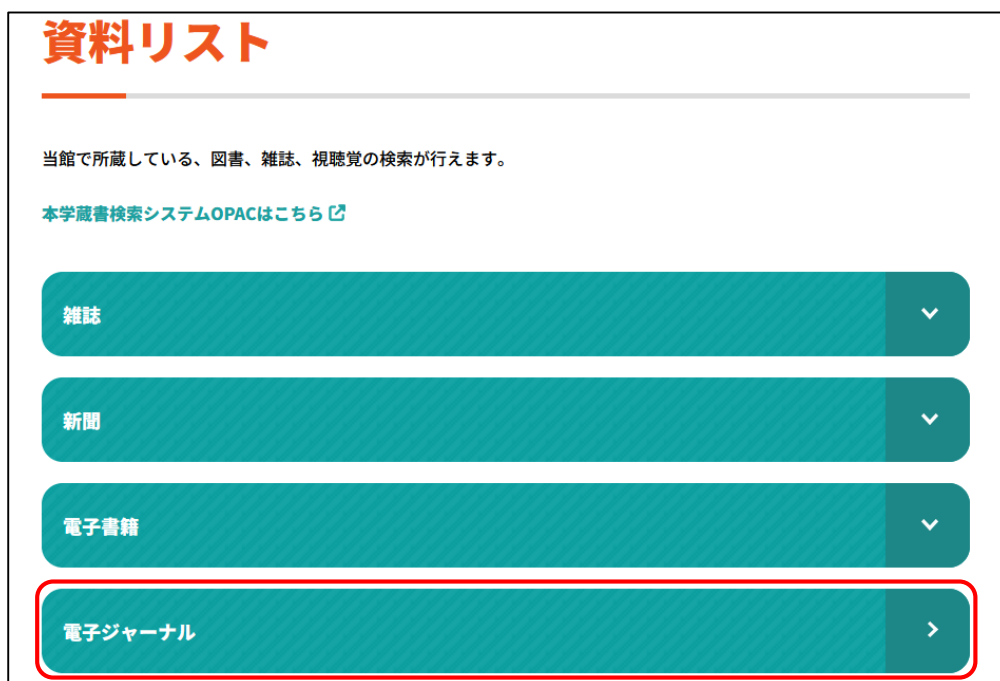 資料リスト
当館で所蔵している、図書、雑誌、視聴覚の検索が行えます。
本学蔵書検索システムOPACはこちら
雑誌
新聞
電子書籍
電子ジャーナル